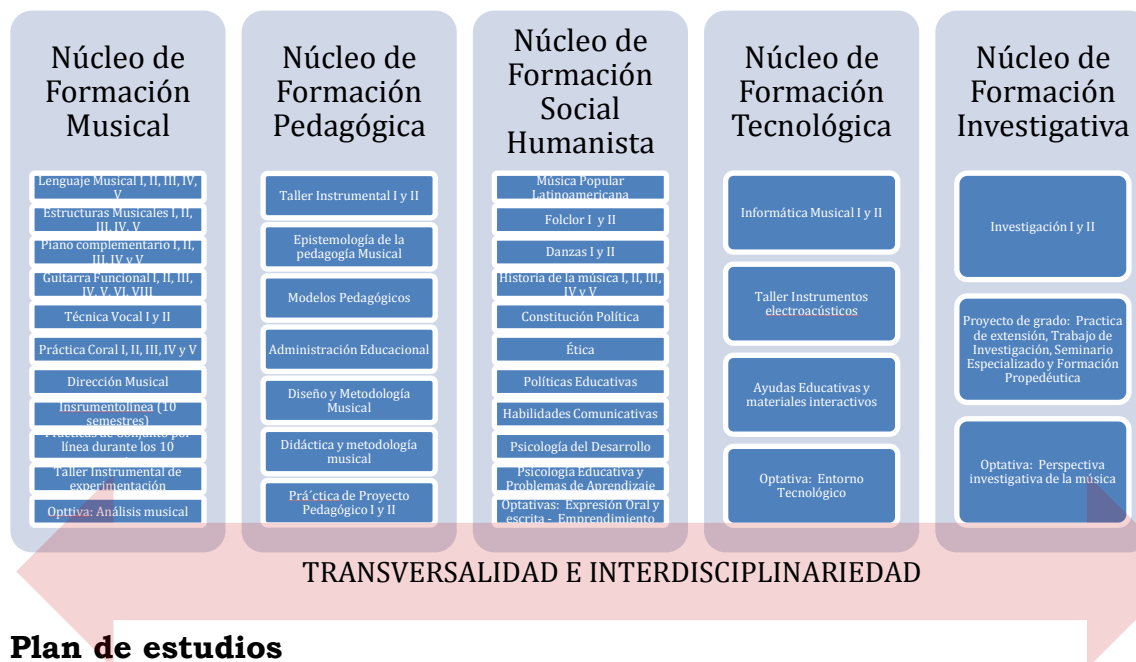 Núcleo de
Formación
Musical
Lenguaje Musical I, II, III, IV,
V
Estructuras Musicales I, II,
III, IV, V
Piano complementario I, II,
III, IV y V
Guitarra Funcional I, II, III,
IV, V, VI, VIII
Técnica Vocal I y II
Práctica Coral I, II, III, IV y V
Dirección Musical
Insrumentolínea (10
semestres)
Prácticas de Conjunto por
línea durante los 10
Taller Instrumental de
experimentación
Opttiva: Análisis musical
Núcleo de
Formación
Pedagógica
Taller Instrumental I y II
Epistemología de la
pedagogía Musical
Modelos Pedagógicos
Administración Educacional
Diseño y Metodología
Musical
Didáctica y metodología
musical
Prá´ctica de Proyecto
Pedagógico I y II
Núcleo de
Formación
Social
Humanista
Música Popular
Latinoamericana
Folclor I y II
Danzas I y II
Historia de la música I, II, III,
IV y V
Constitución Política
Ética
Políticas Educativas
Habilidades Comunicativas
Psicología del Desarrollo
Psicología Educativa y
Problemas de Aprendizaje
Optativas: Expresión Oral y
escrita - Emprendimiento
Núcleo de
Formación
Tecnológica
Informática Musical I y II
Taller Instrumentos
electroacústicos
Ayudas Educativas y
materiales interactivos
Optativa: Entorno
Tecnológico
Núcleo de
Formación
Investigativa
Investigación I y II
Proyecto de grado: Practica
de extensión, Trabajo de
Investigación, Seminario
Especializado y Formación
Propedéutica
Optativa: Perspectiva
investigativa de la música
TRANSVERSALIDAD E INTERDISCIPLINARIEDAD
Plan de estudios